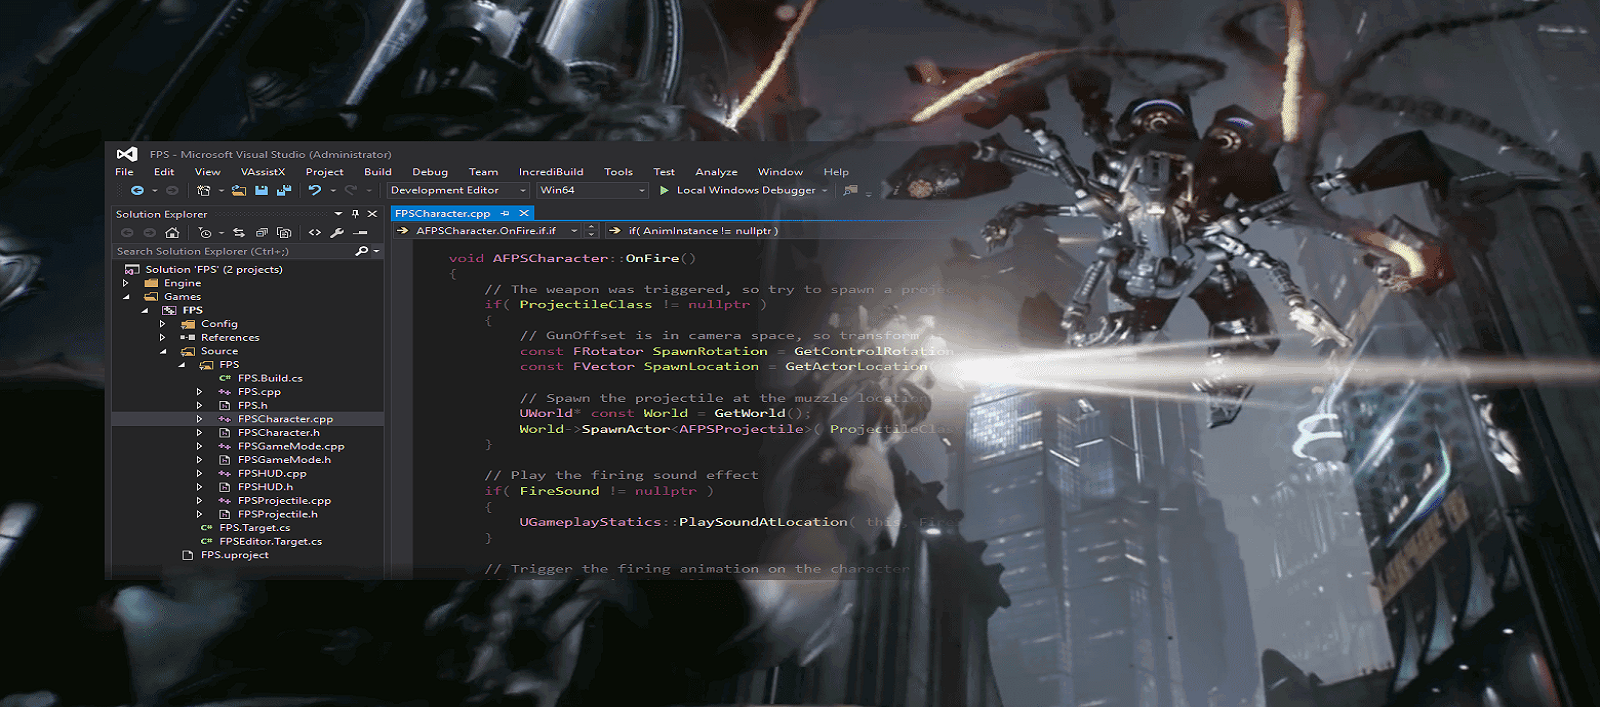 FPS - Microsoft Visual Studio (Administrator)
File Edit View VAssistX Project Build Debug Team IncrediBuild Tools Test Analyze Window Help
Development Editor Win64 Local Windows Debugger
Solution Explorer
Search Solution Explorer (Ctrl+;)
Solution 'FPS' (2 projects)
Engine
Games
FPS
Config
References
Source
FPS
C# FPS.Build.cs
FPS.cpp
FPS.h
FPSCharacter.cpp
FPSCharacter.h
FPSGameMode.cpp
FPSGameMode.h
FPSHUD.cpp
FPSHUD.h
FPSProjectile.cpp
FPSProjectile.h
C# FPS.Target.cs
C# FPSEditor.Target.cs
FPS.uproject
FPSCharacter.cpp
AFPSCharacter.OnFire.if.if if( AnimInstance != nullptr )
void AFPSCharacter::OnFire()
{
// The weapon was triggered, so try to spawn a proje
if( ProjectileClass != nullptr )
{
// GunOffset is in camera space, so transform
const FRotator SpawnRotation = GetControlRotation
const FVector SpawnLocation = GetActorLocation
// Spawn the projectile at the muzzle location
UWorld* const World = GetWorld();
World->SpawnActor<AFPSProjectile>( ProjectileClas
}
// Play the firing sound effect
if( FireSound != nullptr )
{
UGameplayStatics::PlaySoundAtLocation( this, Fire
}
// Trigger the firing animation on the character